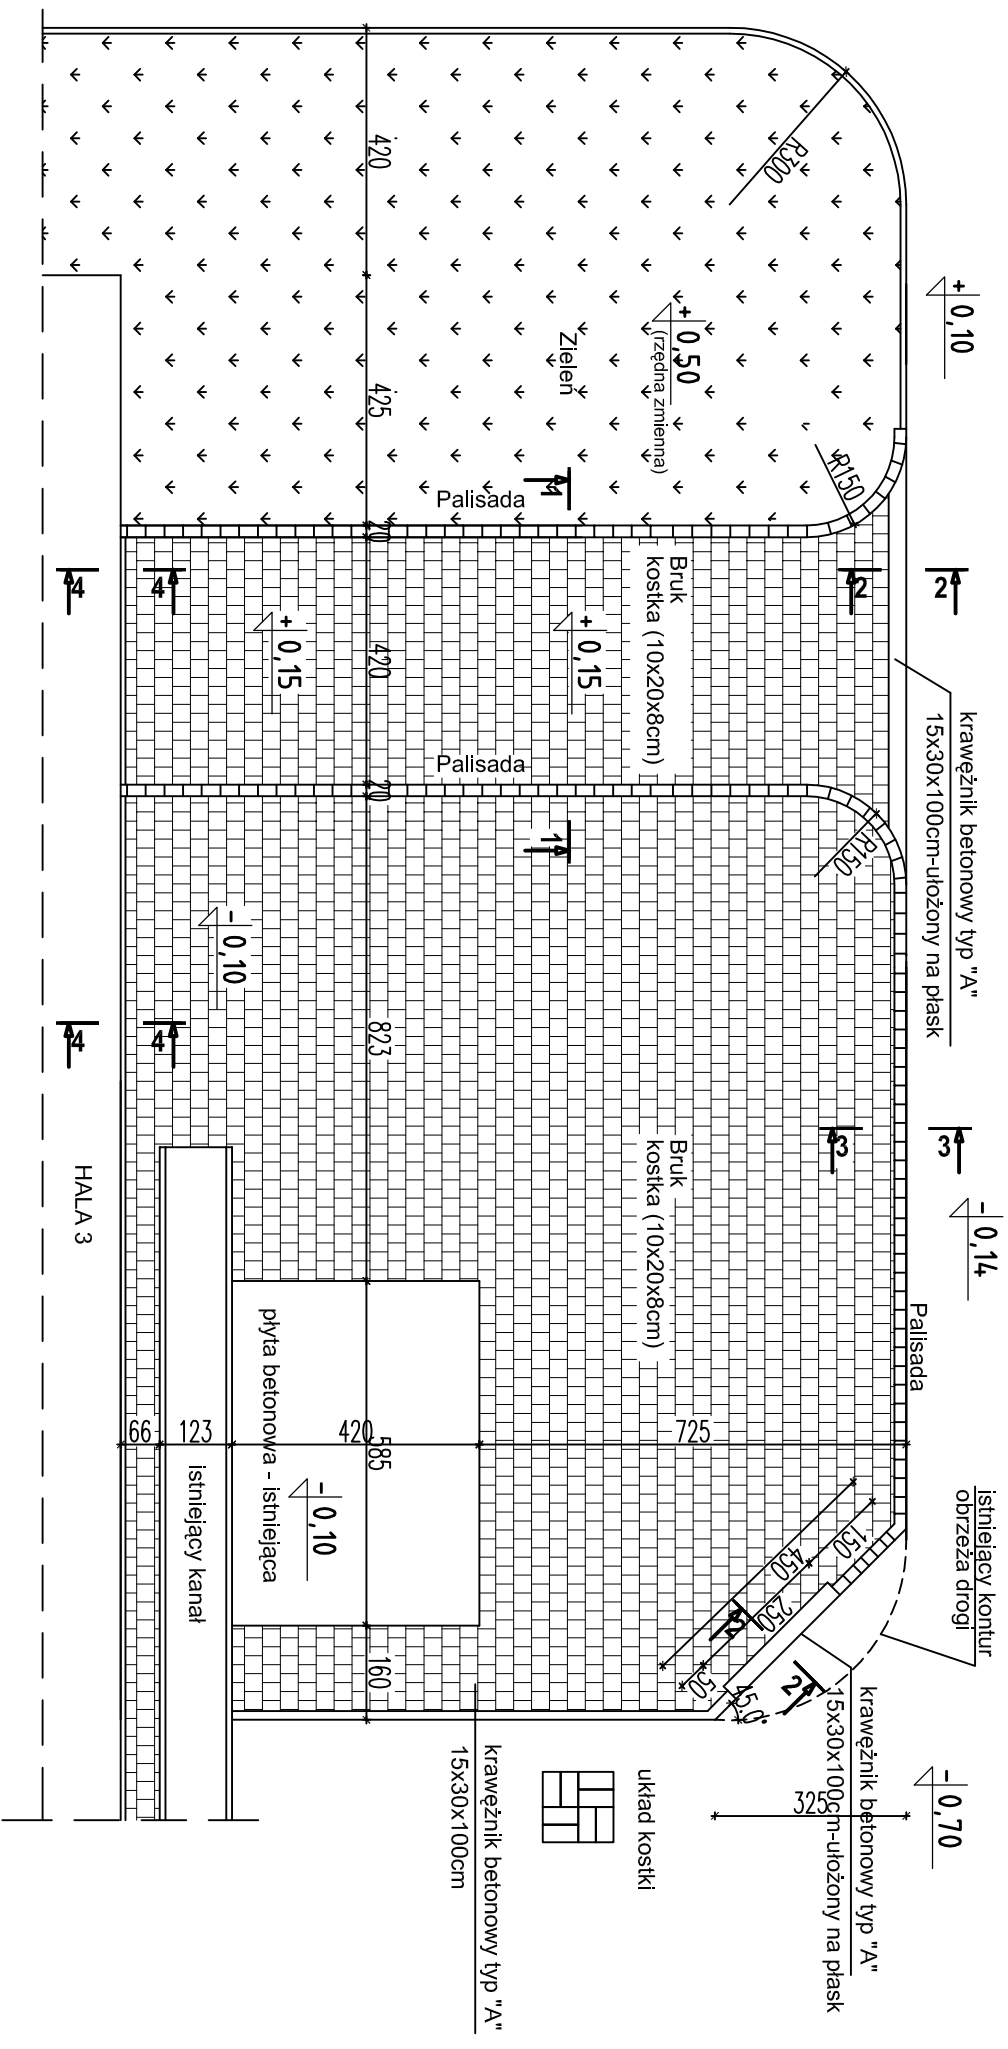 + 0,10
- 0,14
- 0,70
krawężnik betonowy typ "A"
15x30x100cm-ułożony na płask
istniejący kontur
obrzeża drogi
krawężnik betonowy typ "A"
15x30x100cm-ułożony na płask
Palisada
R300
R150
R150
2
2
3
3
2
2
+ 0,50
(rzędna zmienna)
Zieleń
Bruk
kostka (10x20x8cm)
Bruk
kostka (10x20x8cm)
150
450
250
50
45.0°
325
układ kostki
1
1
Palisada
Palisada
+ 0,15
+ 0,15
725
420
425
20
420
20
823
585
160
420
123
66
krawężnik betonowy typ "A"
15x30x100cm
- 0,10
- 0,10
płyta betonowa - istniejąca
istniejący kanał
4
4
4
4
HALA 3